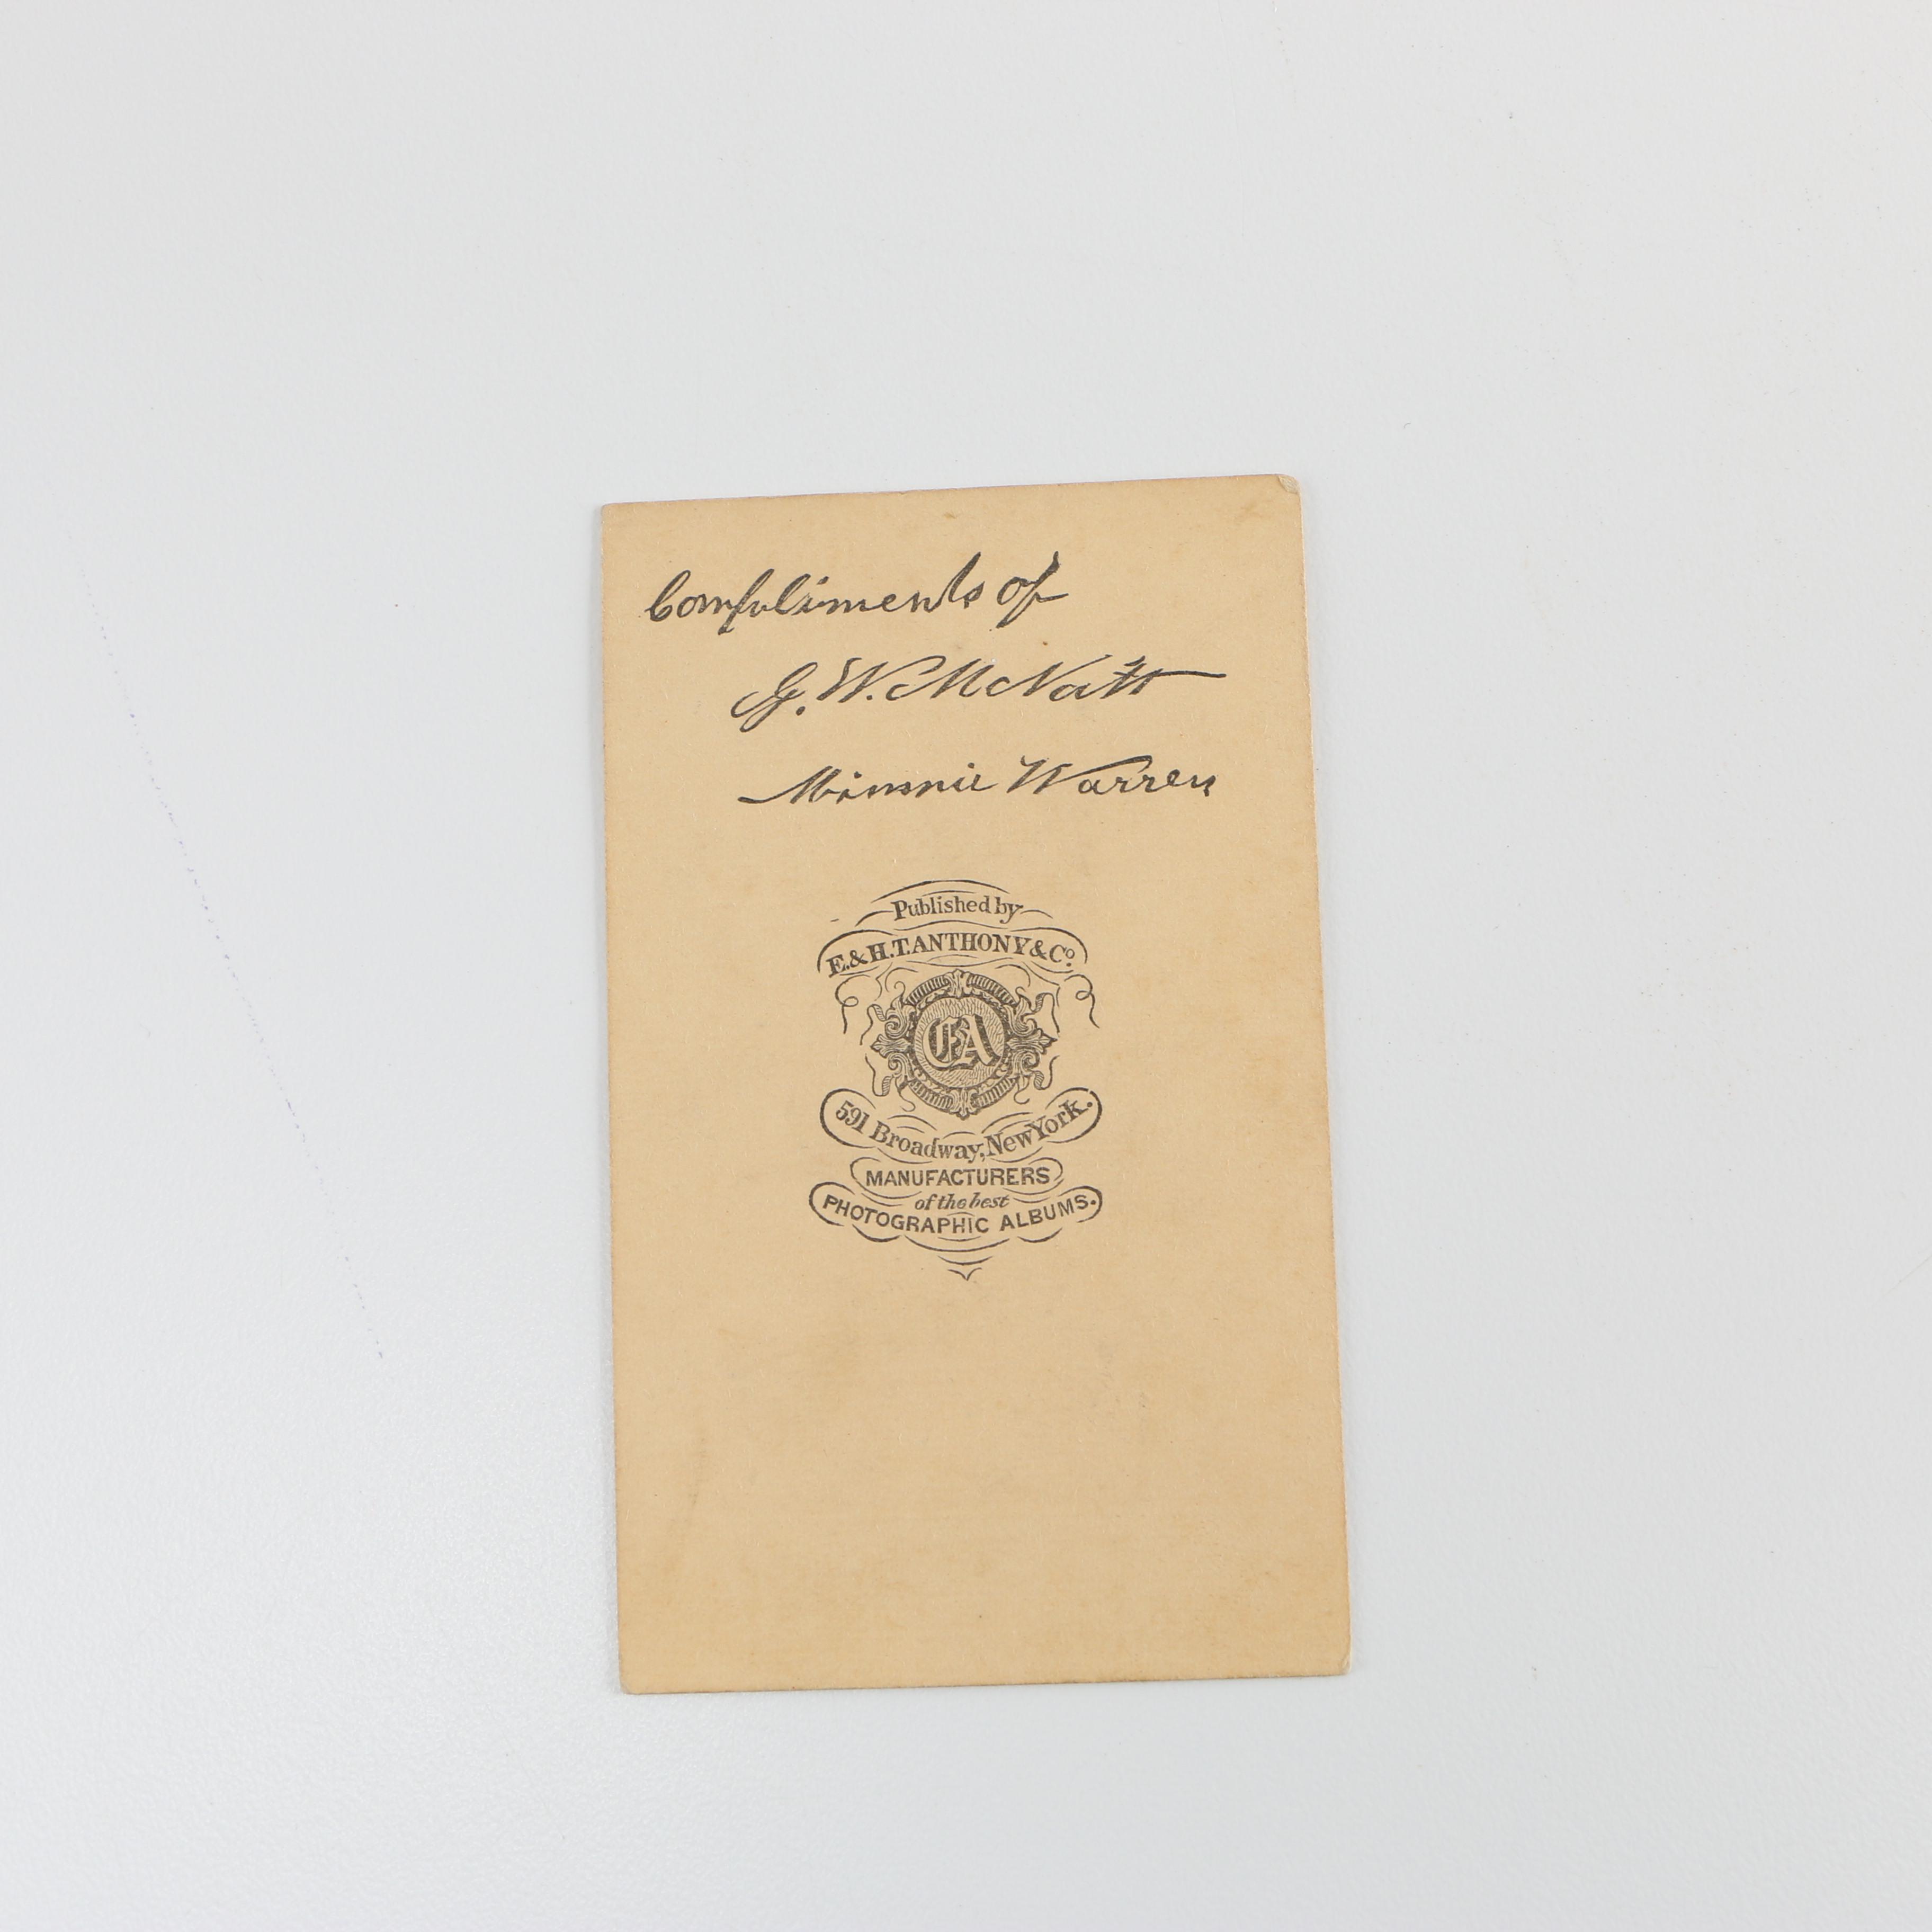 Compliments of
G. W. McNatt
Minnie Warren
Published by
E. & H. T. ANTHONY & Co.
EA
591 Broadway, New York.
MANUFACTURERS
of the best
PHOTOGRAPHIC ALBUMS.